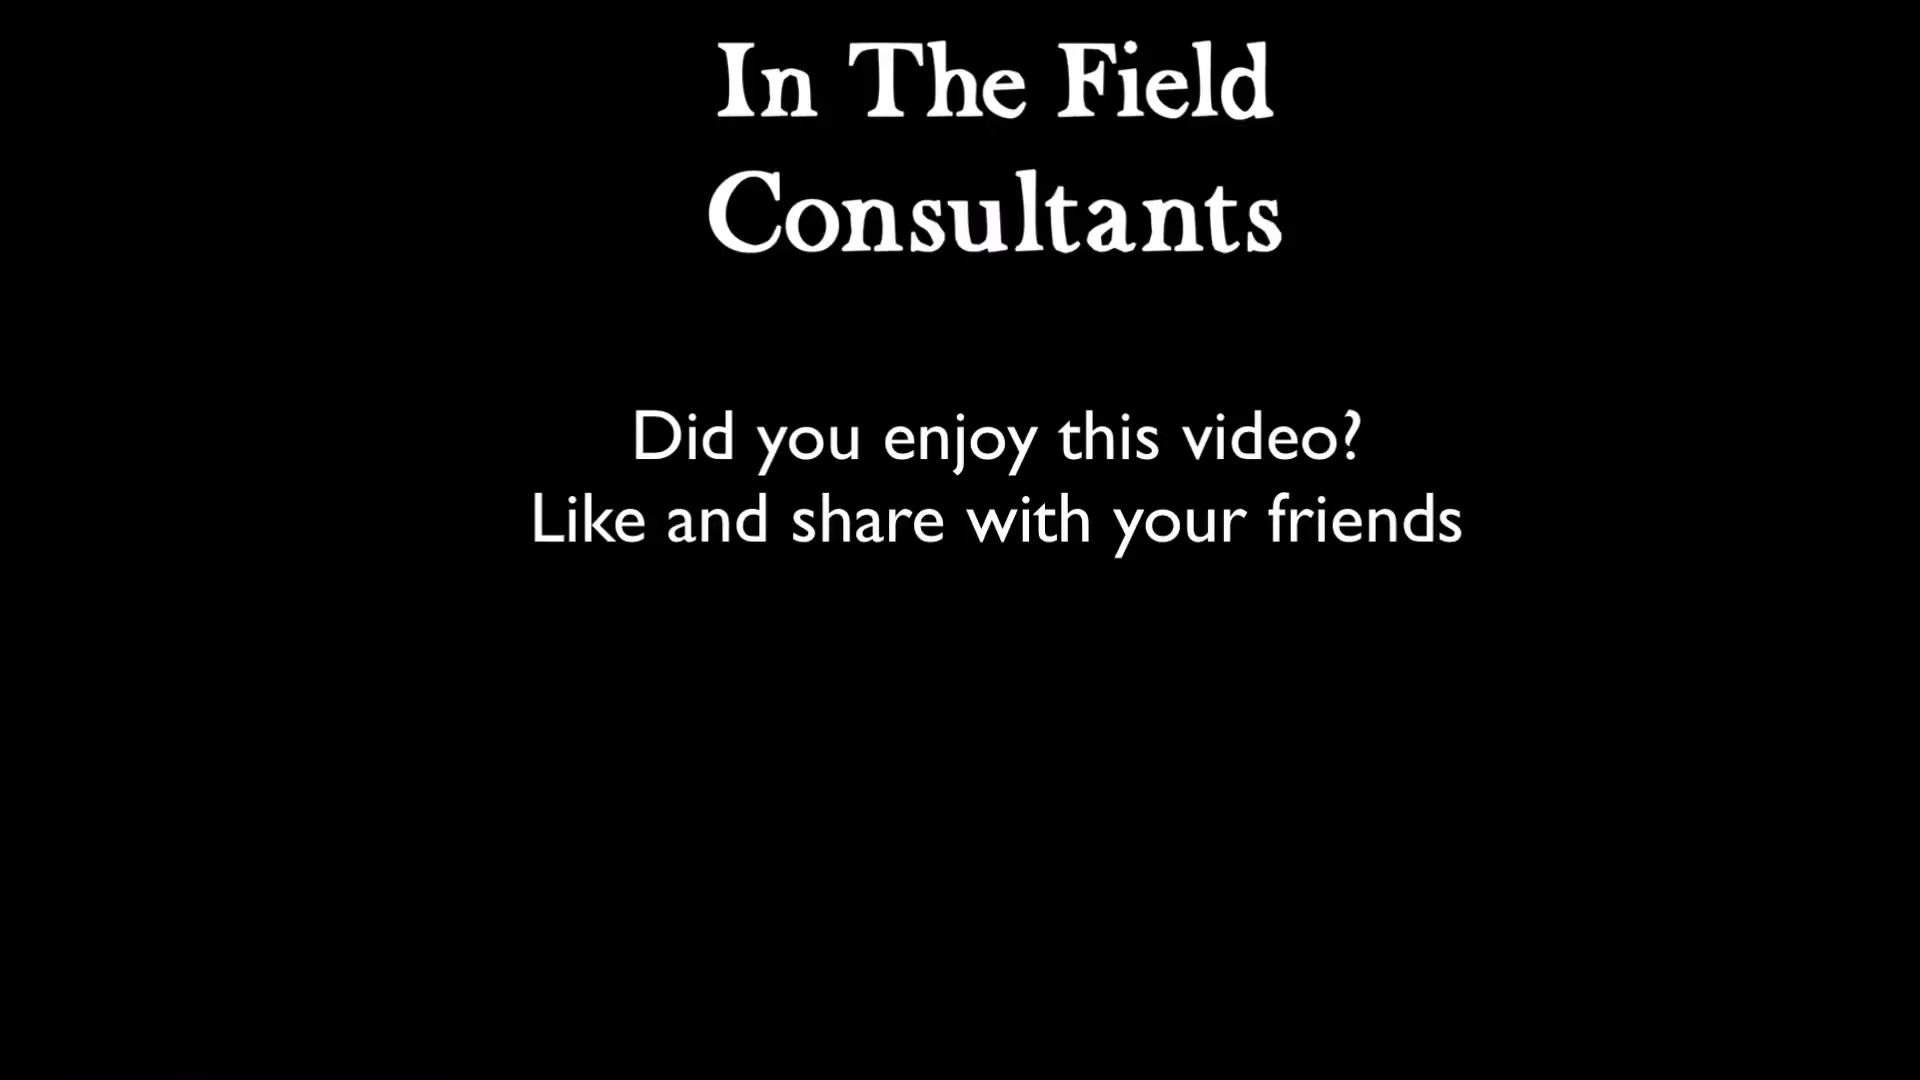 In The Field
Consultants
Did you enjoy this video?
Like and share with your friends